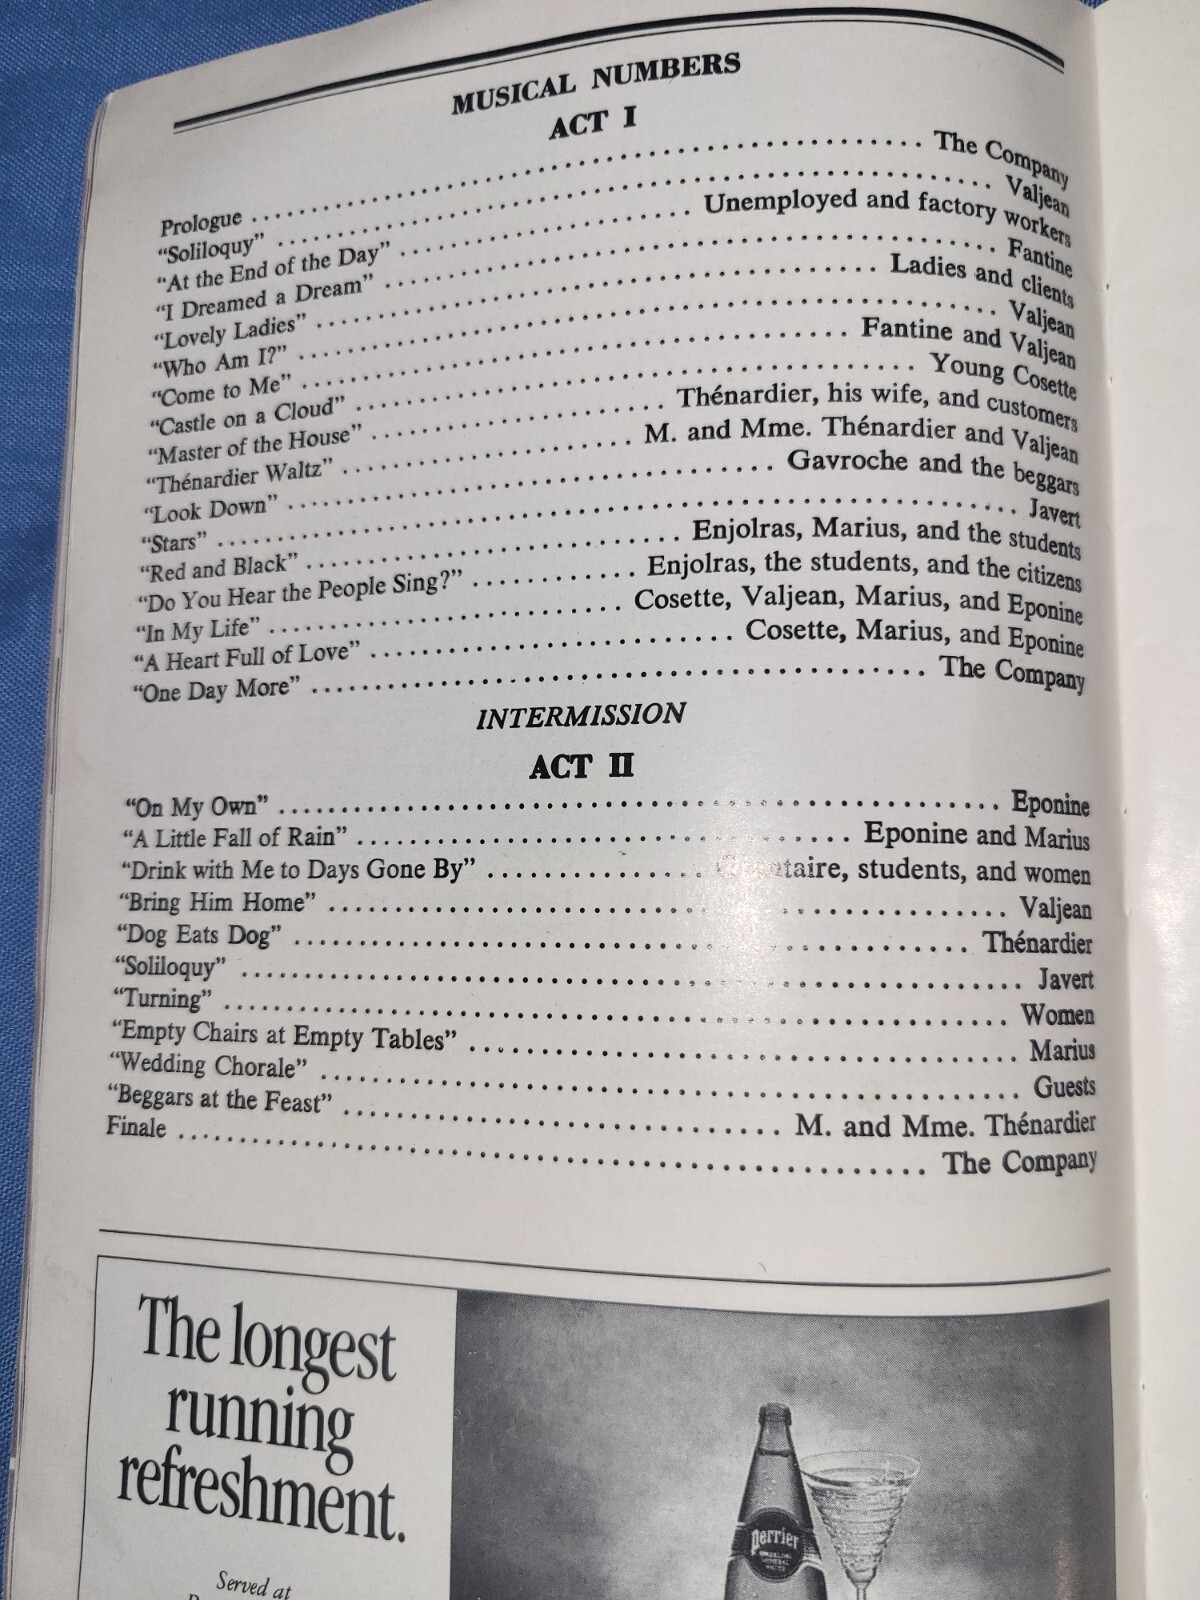 MUSICAL NUMBERS
ACT I
Prologue ........ The Company
“Soliloquy” ........ Valjean
“At the End of the Day” ........ Unemployed and factory workers
“I Dreamed a Dream” ........ Fantine
“Lovely Ladies” ........ Ladies and clients
“Who Am I?” ........ Valjean
“Come to Me” ........ Fantine and Valjean
“Castle on a Cloud” ........ Young Cosette
“Master of the House” ........ Thénardier, his wife, and customers
“Thénardier Waltz” ........ M. and Mme. Thénardier and Valjean
“Look Down” ........ Gavroche and the beggars
“Stars” ........ Javert
“Red and Black” ........ Enjolras, Marius, and the students
“Do You Hear the People Sing?” ........ Enjolras, the students, and the citizens
“In My Life” ........ Cosette, Valjean, Marius, and Eponine
“A Heart Full of Love” ........ Cosette, Marius, and Eponine
“One Day More” ........ The Company
INTERMISSION
ACT II
“On My Own” ........ Eponine
“A Little Fall of Rain” ........ Eponine and Marius
“Drink with Me to Days Gone By” ........ students, and women
“Bring Him Home” ........ Valjean
“Dog Eats Dog” ........ Thénardier
“Soliloquy” ........ Javert
“Turning” ........ Women
“Empty Chairs at Empty Tables” ........ Marius
“Wedding Chorale” ........ Guests
“Beggars at the Feast” ........ M. and Mme. Thénardier
Finale ........ The Company
The longest
running
refreshment.
Served at
perrier
SPARKLING
MINERAL
WATER